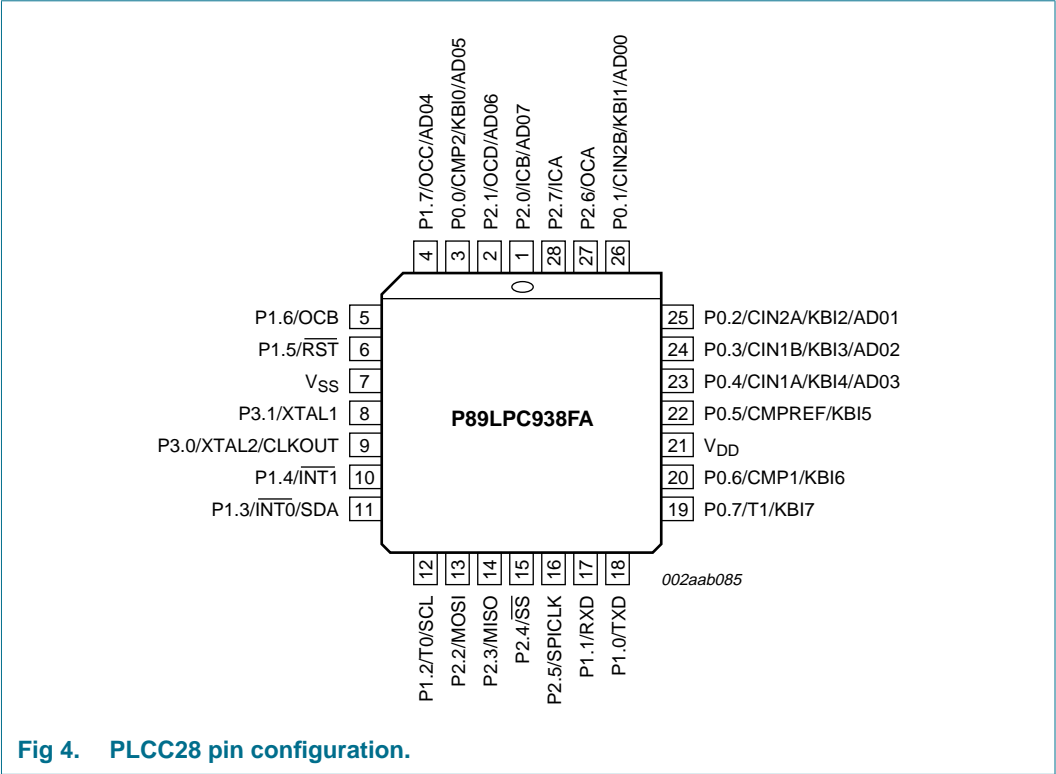 P1.7/OCC/AD04
P0.0/CMP2/KBI0/AD05
P2.1/OCD/AD06
P2.0/ICB/AD07
P2.7/ICA
P2.6/OCA
P0.1/CIN2B/KBI1/AD00
4
3
2
1
28
27
26
P1.6/OCB 5
P1.5/RST 6
VSS 7
P3.1/XTAL1 8
P3.0/XTAL2/CLKOUT 9
P1.4/INT1 10
P1.3/INT0/SDA 11
P89LPC938FA
25 P0.2/CIN2A/KBI2/AD01
24 P0.3/CIN1B/KBI3/AD02
23 P0.4/CIN1A/KBI4/AD03
22 P0.5/CMPREF/KBI5
21 VDD
20 P0.6/CMP1/KBI6
19 P0.7/T1/KBI7
12
13
14
15
16
17
18
P1.2/T0/SCL
P2.2/MOSI
P2.3/MISO
P2.4/SS
P2.5/SPICLK
P1.1/RXD
P1.0/TXD
002aab085
Fig 4. PLCC28 pin configuration.